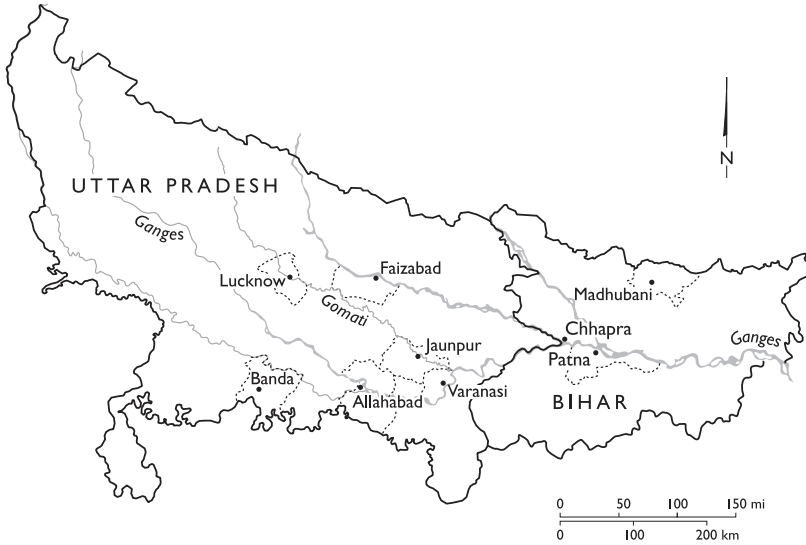 N
UTTAR PRADESH
Ganges
Lucknow
Faizabad
Gomati
Madhubani
Jaunpur
Chhapra
Ganges
Patna
Banda
Allahabad
Varanasi
BIHAR
0 50 100 150 mi
0 100 200 km